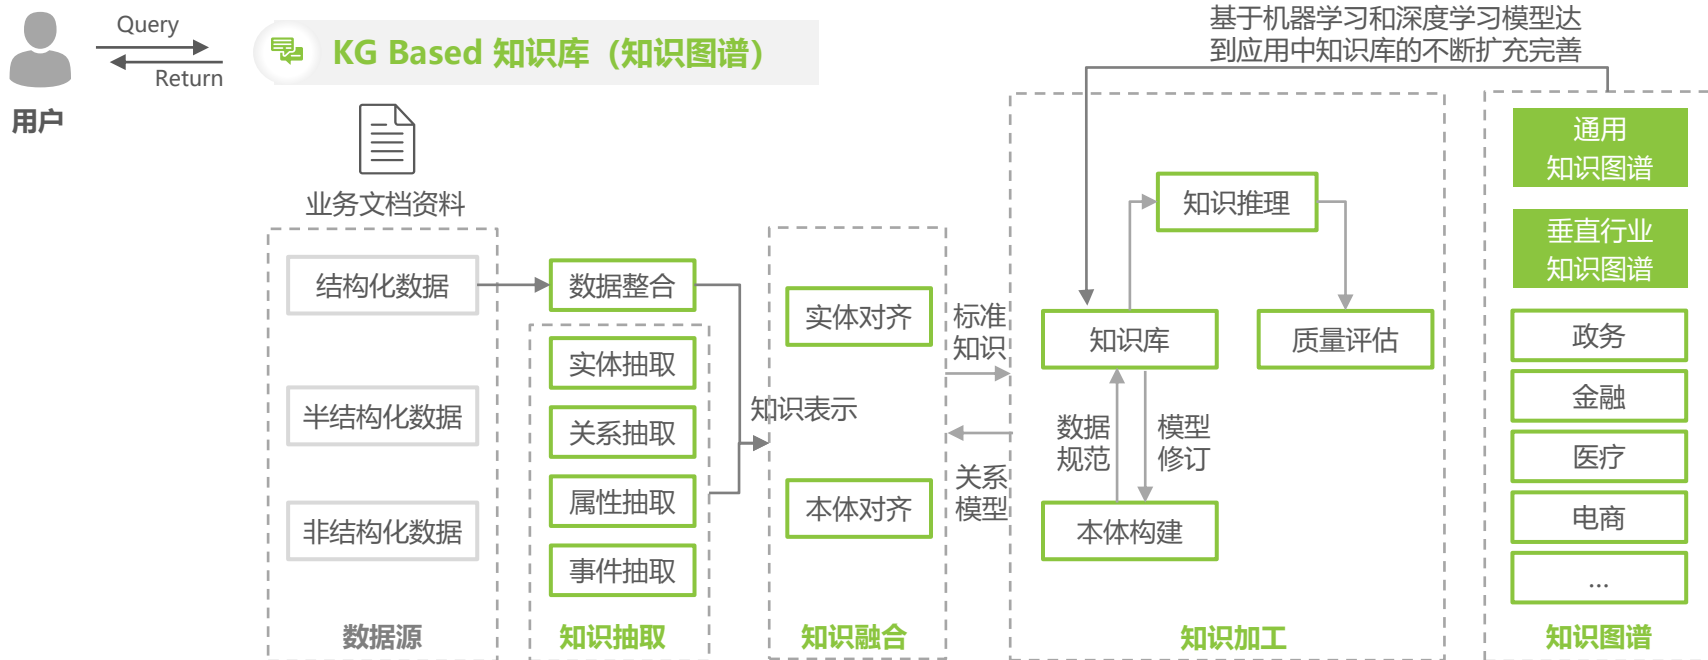 Query
Return
用户
KG Based 知识库（知识图谱）
基于机器学习和深度学习模型达
到应用中知识库的不断扩充完善
业务文档资料
结构化数据
半结构化数据
非结构化数据
数据源
数据整合
实体抽取
关系抽取
属性抽取
事件抽取
知识抽取
知识表示
实体对齐
本体对齐
知识融合
标准
知识
关系
模型
知识推理
知识库
质量评估
数据
规范
模型
修订
本体构建
知识加工
通用
知识图谱
垂直行业
知识图谱
政务
金融
医疗
电商
...
知识图谱